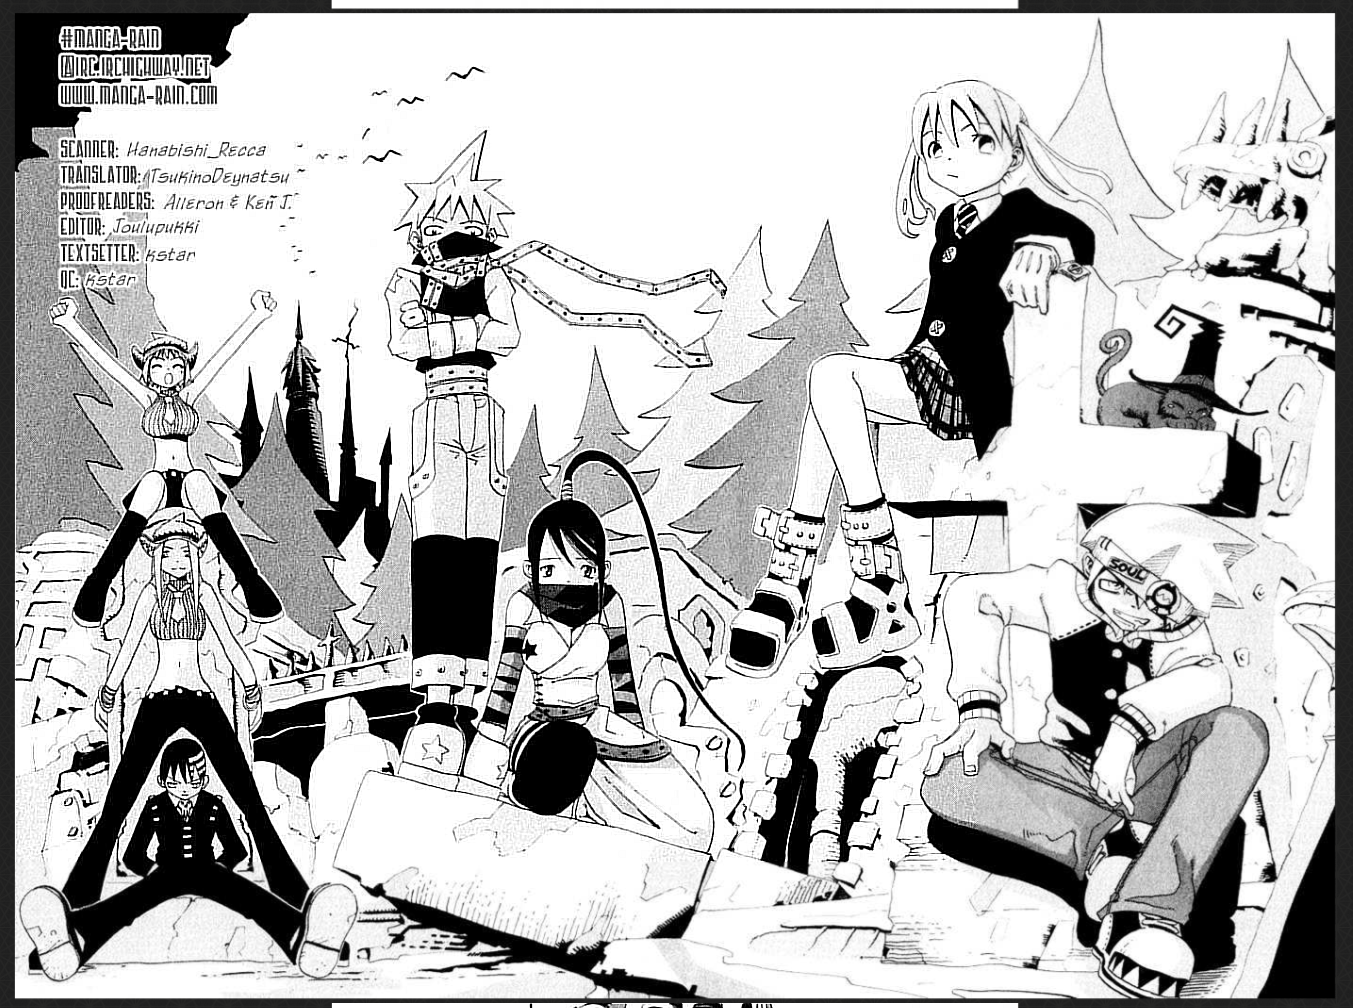 #MANGA-RAIN
@IRC.IRCHIGHWAY.NET
WWW.MANGA-RAIN.COM
SCANNER: Hanabishi_Recca
TRANSLATOR: TsukinoDeynatsu
PROOFREADERS: Alleron & Ken J.
EDITOR: Joulupukki
TEXTSETTER: kstar
QC: kstar
SOUL